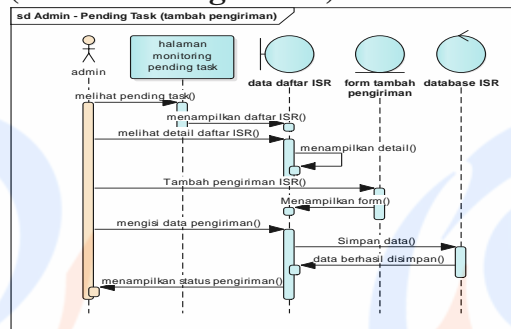 sd Admin - Pending Task (tambah pengiriman)
admin
halaman
monitoring
pending task
data daftar ISR
form tambah
pengiriman
database ISR
melihat pending task()
menampilkan daftar ISR()
melihat detail daftar ISR()
menampilkan detail()
Tambah pengiriman ISR()
Menampilkan form()
mengisi data pengiriman()
Simpan data()
data berhasil disimpan()
menampilkan status pengiriman()